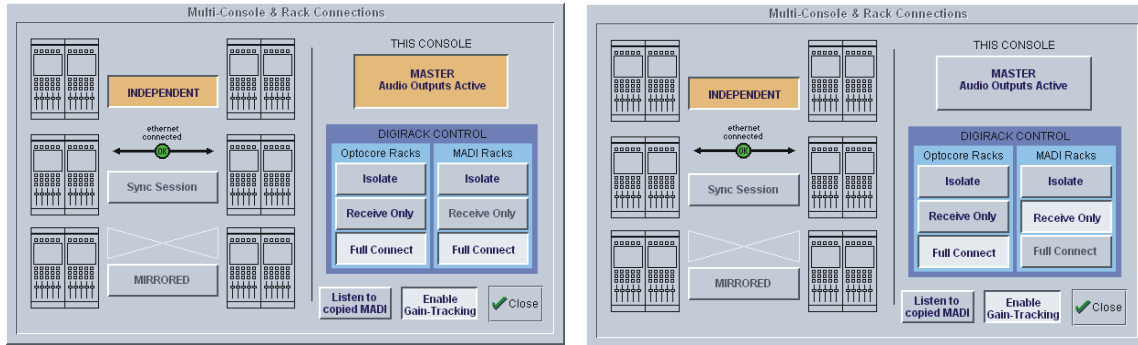 Multi-Console & Rack Connections
INDEPENDENT
ethernet
connected
OK
Sync Session
MIRRORED
THIS CONSOLE
MASTER
Audio Outputs Active
DIGIRACK CONTROL
Optocore Racks
MADI Racks
Isolate
Isolate
Receive Only
Receive Only
Full Connect
Full Connect
Listen to
copied MADI
Enable
Gain-Tracking
Close
Multi-Console & Rack Connections
INDEPENDENT
ethernet
connected
OK
Sync Session
MIRRORED
THIS CONSOLE
MASTER
Audio Outputs Active
DIGIRACK CONTROL
Optocore Racks
MADI Racks
Isolate
Isolate
Receive Only
Receive Only
Full Connect
Full Connect
Listen to
copied MADI
Enable
Gain-Tracking
Close